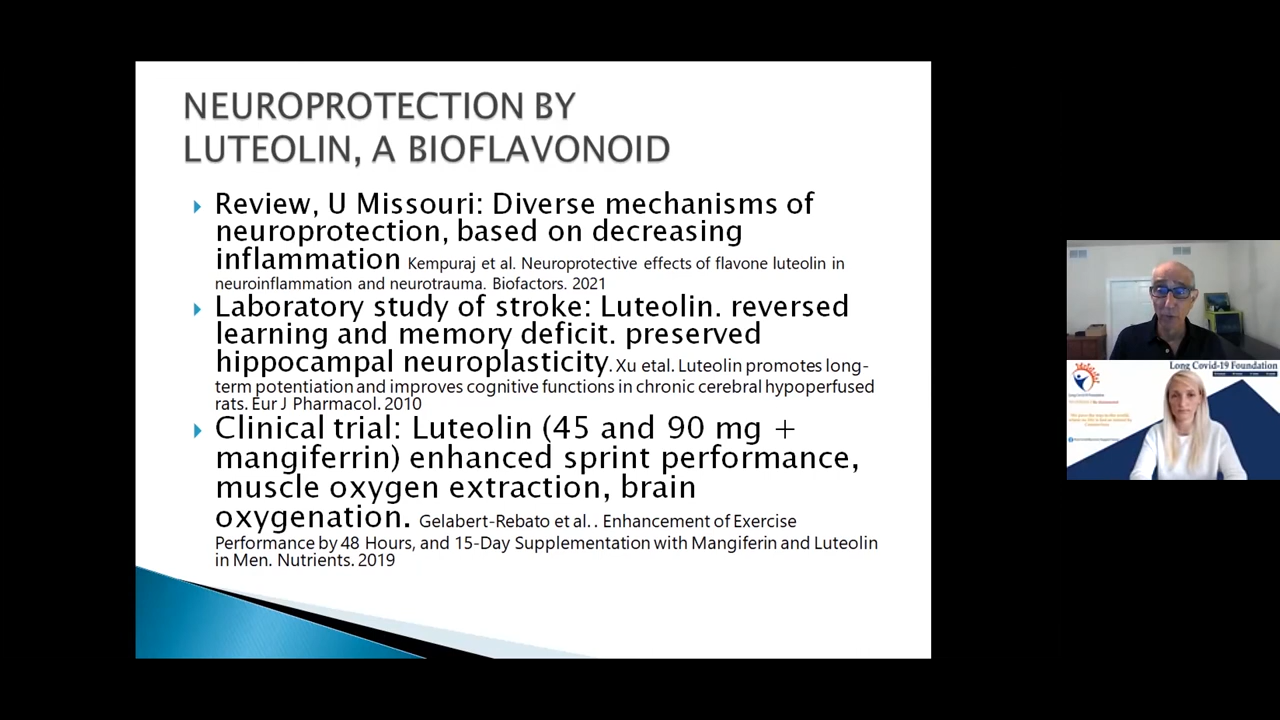 NEUROPROTECTION BY
LUTEOLIN, A BIOFLAVONOID
Review, U Missouri: Diverse mechanisms of
neuroprotection, based on decreasing
inflammation Kempuraj et al. Neuroprotective effects of flavone luteolin in
neuroinflammation and neurotrauma. Biofactors. 2021
Laboratory study of stroke: Luteolin. reversed
learning and memory deficit. preserved
hippocampal neuroplasticity. Xu etal. Luteolin promotes long-
term potentiation and improves cognitive functions in chronic cerebral hypoperfused
rats. Eur J Pharmacol. 2010
Clinical trial: Luteolin (45 and 90 mg +
mangiferrin) enhanced sprint performance,
muscle oxygen extraction, brain
oxygenation. Gelabert-Rebato et al. . Enhancement of Exercise
Performance by 48 Hours, and 15-Day Supplementation with Mangiferin and Luteolin
in Men. Nutrients. 2019
Long Covid-19 Foundation